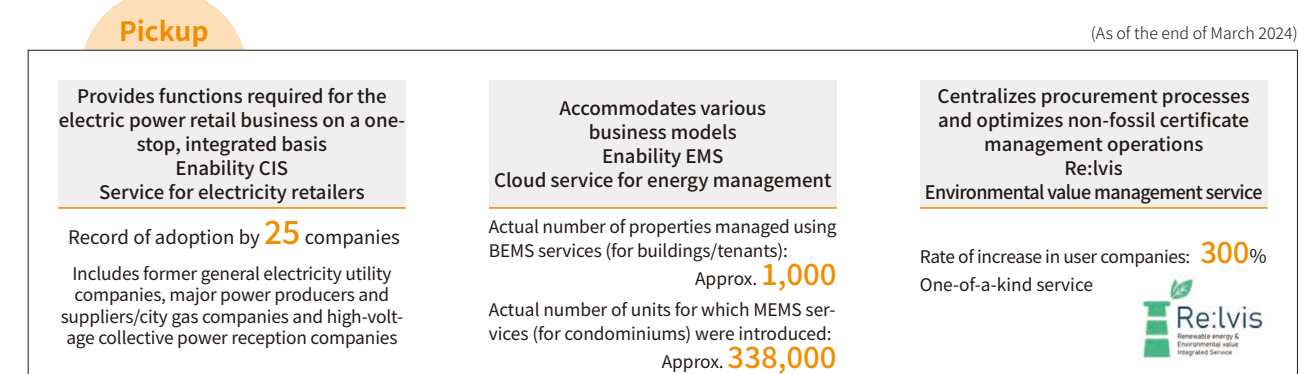 Pickup
(As of the end of March 2024)
Provides functions required for the
electric power retail business on a one-
stop, integrated basis
Enability CIS
Service for electricity retailers
Record of adoption by 25 companies
Includes former general electricity utility
companies, major power producers and
suppliers/city gas companies and high-volt-
age collective power reception companies
Accommodates various
business models
Enability EMS
Cloud service for energy management
Actual number of properties managed using
BEMS services (for buildings/tenants):
Approx. 1,000
Actual number of units for which MEMS ser-
vices (for condominiums) were introduced:
Approx. 338,000
Centralizes procurement processes
and optimizes non-fossil certificate
management operations
Re:lvis
Environmental value management service
Rate of increase in user companies: 300%
One-of-a-kind service
Re:lvis
Renewable energy &
Environmental value
Integrated Service